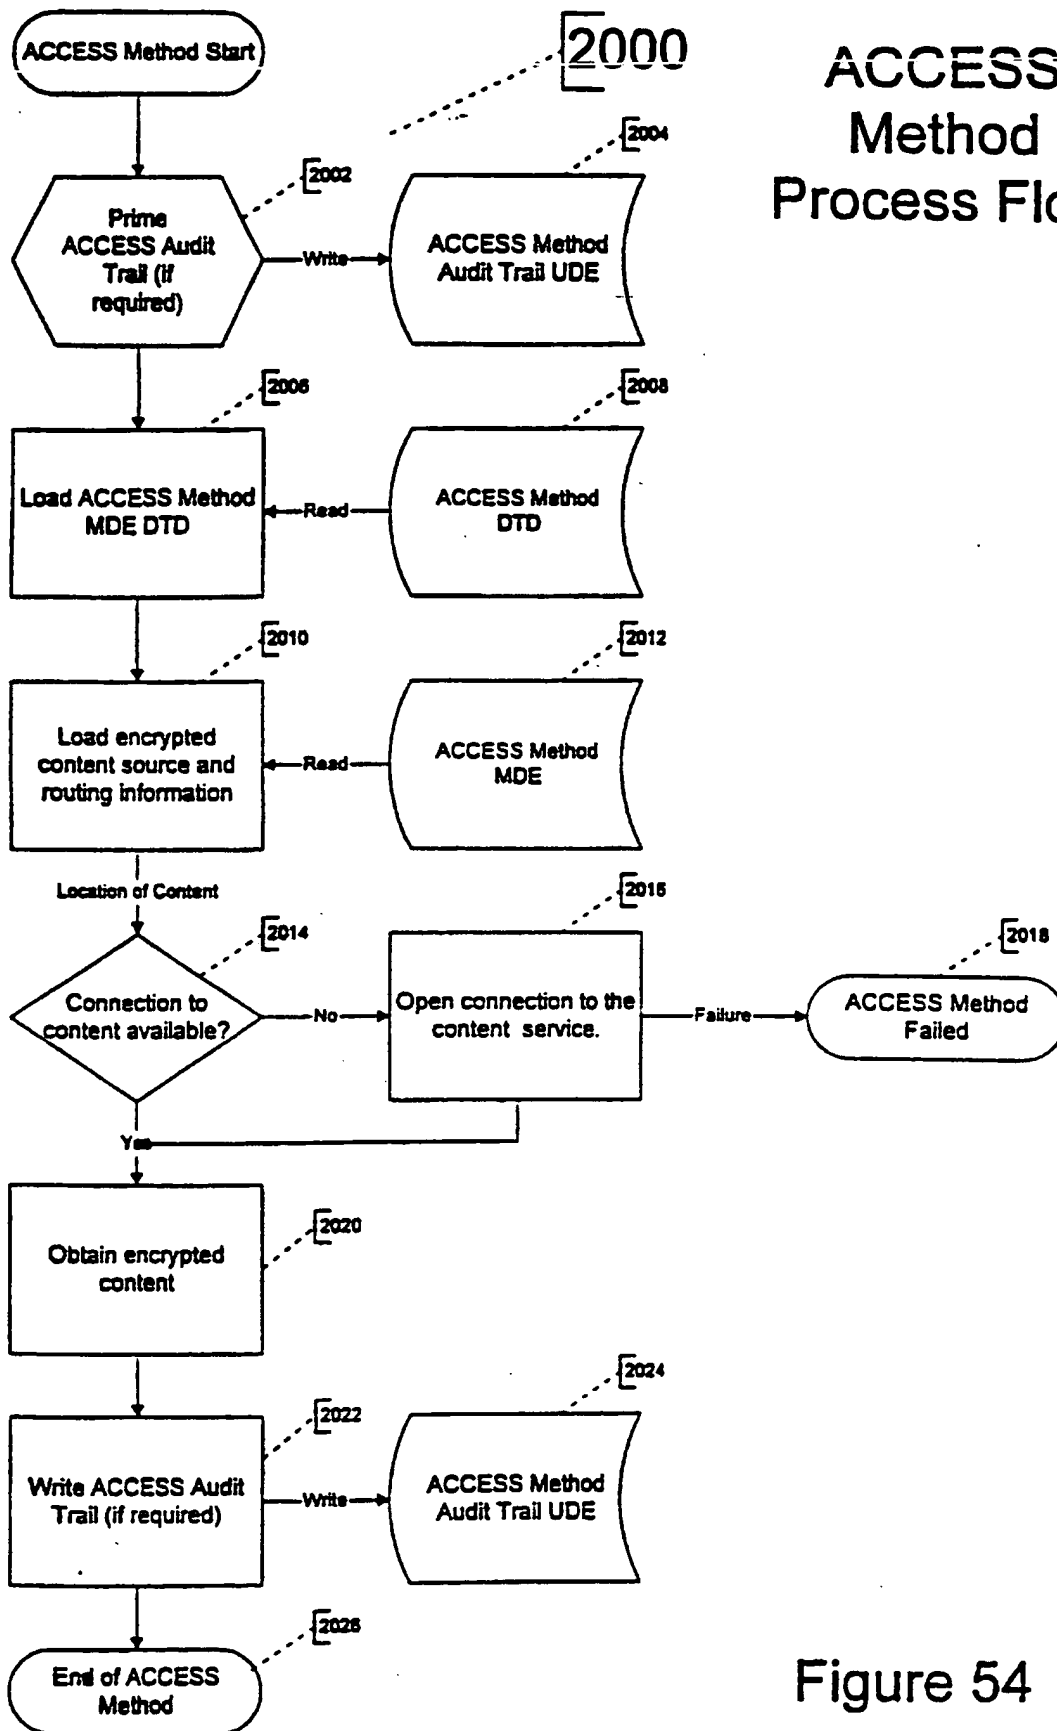 ACCESS Method Start
2000
ACCESS
Method
Process Flo
2002
2004
Prime
ACCESS Audit
Trail (if
required)
Write
ACCESS Method
Audit Trail UDE
2006
2008
Load ACCESS Method
MDE DTD
Read
ACCESS Method
DTD
2010
2012
Load encrypted
content source and
routing information
Read
ACCESS Method
MDE
Location of Content
2014
2016
2018
Connection to
content available?
No
Open connection to the
content service.
Failure
ACCESS Method
Failed
Yes
2020
Obtain encrypted
content
2022
2024
Write ACCESS Audit
Trail (if required)
Write
ACCESS Method
Audit Trail UDE
2026
End of ACCESS
Method
Figure 54